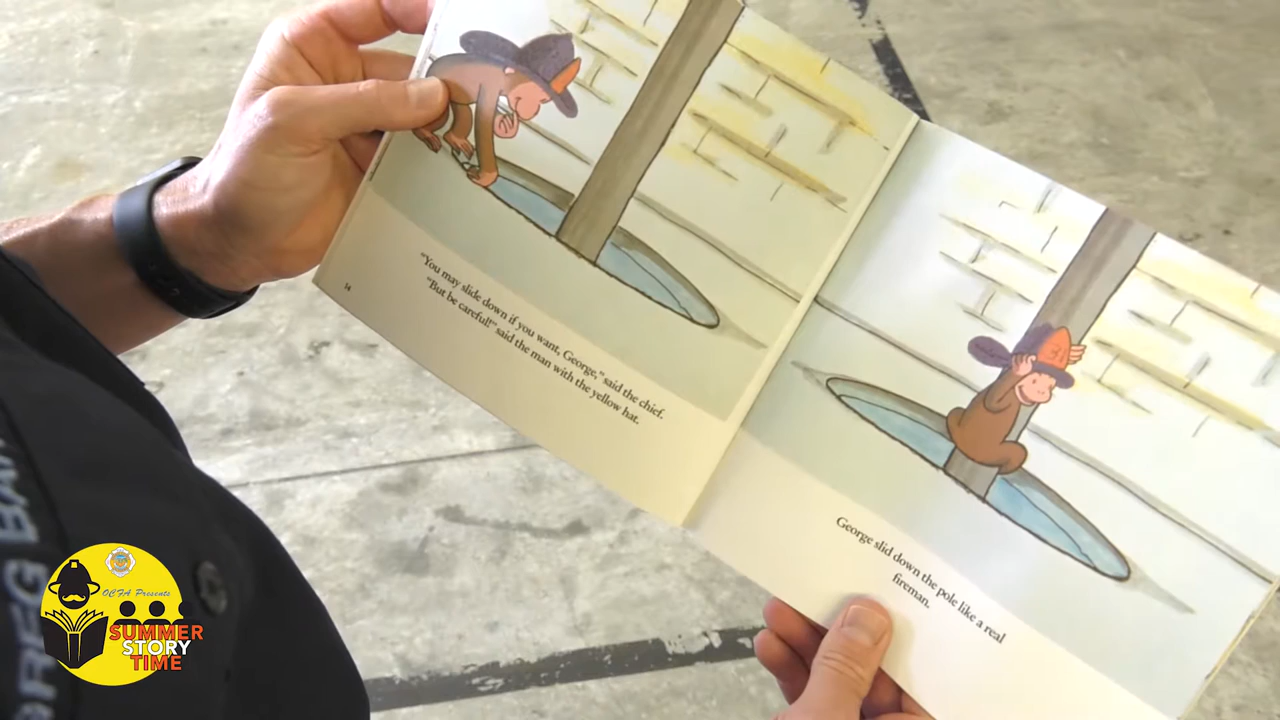 "You may slide down if you want, George," said the chief.
"But be careful!" said the man with the yellow hat.
14
George slid down the pole like a real
fireman.
OCFA Presents
SUMMER
STORY
TIME